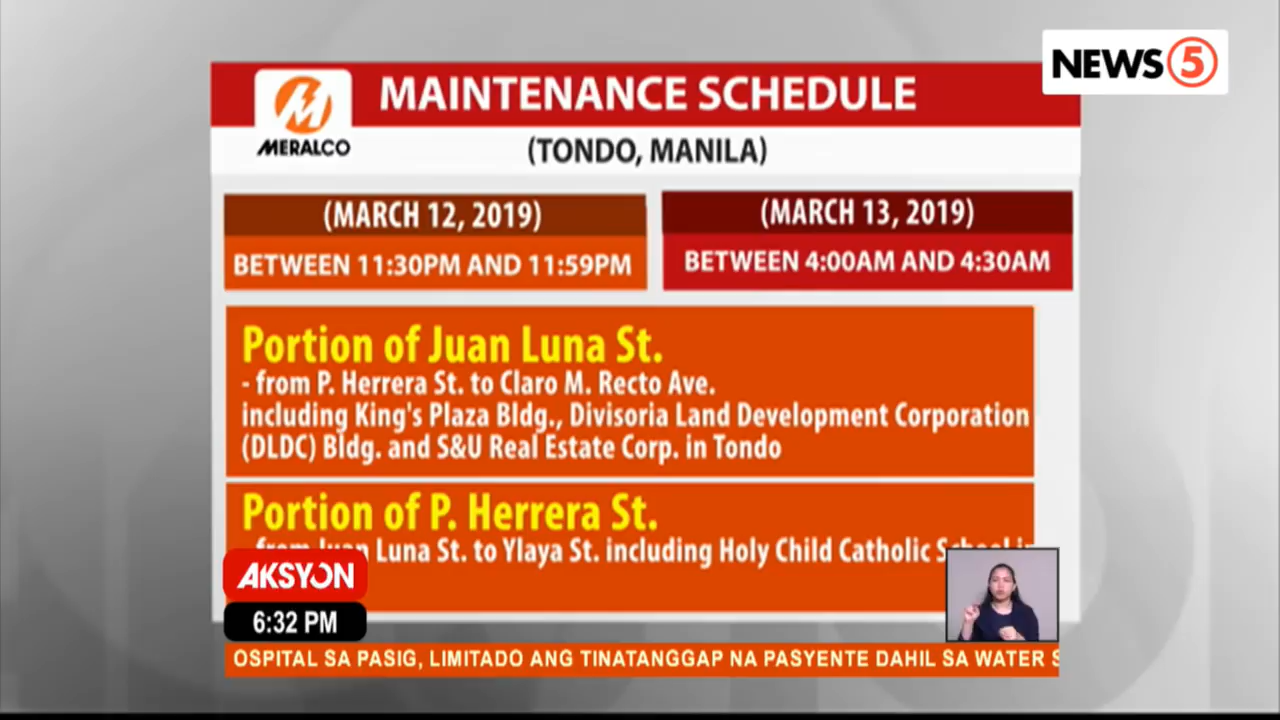 NEWS 5
MERALCO
MAINTENANCE SCHEDULE
(TONDO, MANILA)
(MARCH 12, 2019)
BETWEEN 11:30PM AND 11:59PM
(MARCH 13, 2019)
BETWEEN 4:00AM AND 4:30AM
Portion of Juan Luna St.
- from P. Herrera St. to Claro M. Recto Ave.
including King's Plaza Bldg., Divisoria Land Development Corporation
(DLDC) Bldg. and S&U Real Estate Corp. in Tondo
Portion of P. Herrera St.
from Juan Luna St. to Ylaya St. including Holy Child Catholic School in
AKSYON
6:32 PM
OSPITAL SA PASIG, LIMITADO ANG TINATANGGAP NA PASYENTE DAHIL SA WATER